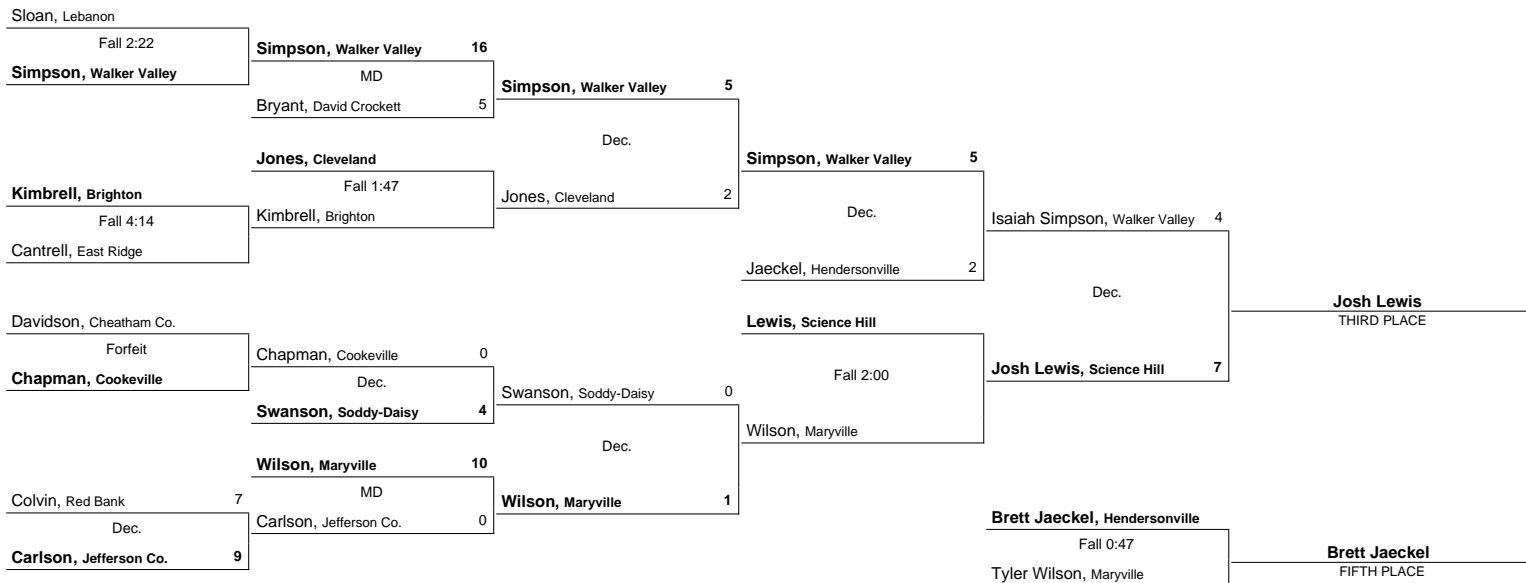 Sloan, Lebanon
Fall 2:22
Simpson, Walker Valley
Kimbrell, Brighton
Fall 4:14
Cantrell, East Ridge
Davidson, Cheatham Co.
Forfeit
Chapman, Cookeville
Colvin, Red Bank 7
Dec.
Carlson, Jefferson Co. 9
Simpson, Walker Valley 16
MD
Bryant, David Crockett 5
Jones, Cleveland
Fall 1:47
Kimbrell, Brighton
Chapman, Cookeville 0
Dec.
Swanson, Soddy-Daisy 4
Wilson, Maryville 10
MD
Carlson, Jefferson Co. 0
Simpson, Walker Valley 5
Dec.
Jones, Cleveland 2
Swanson, Soddy-Daisy 0
Dec.
Wilson, Maryville 1
Simpson, Walker Valley 5
Dec.
Jaeckel, Hendersonville 2
Lewis, Science Hill
Fall 2:00
Wilson, Maryville
Isaiah Simpson, Walker Valley 4
Dec.
Josh Lewis, Science Hill 7
Josh Lewis
THIRD PLACE
Brett Jaeckel, Hendersonville
Fall 0:47
Tyler Wilson, Maryville
Brett Jaeckel
FIFTH PLACE